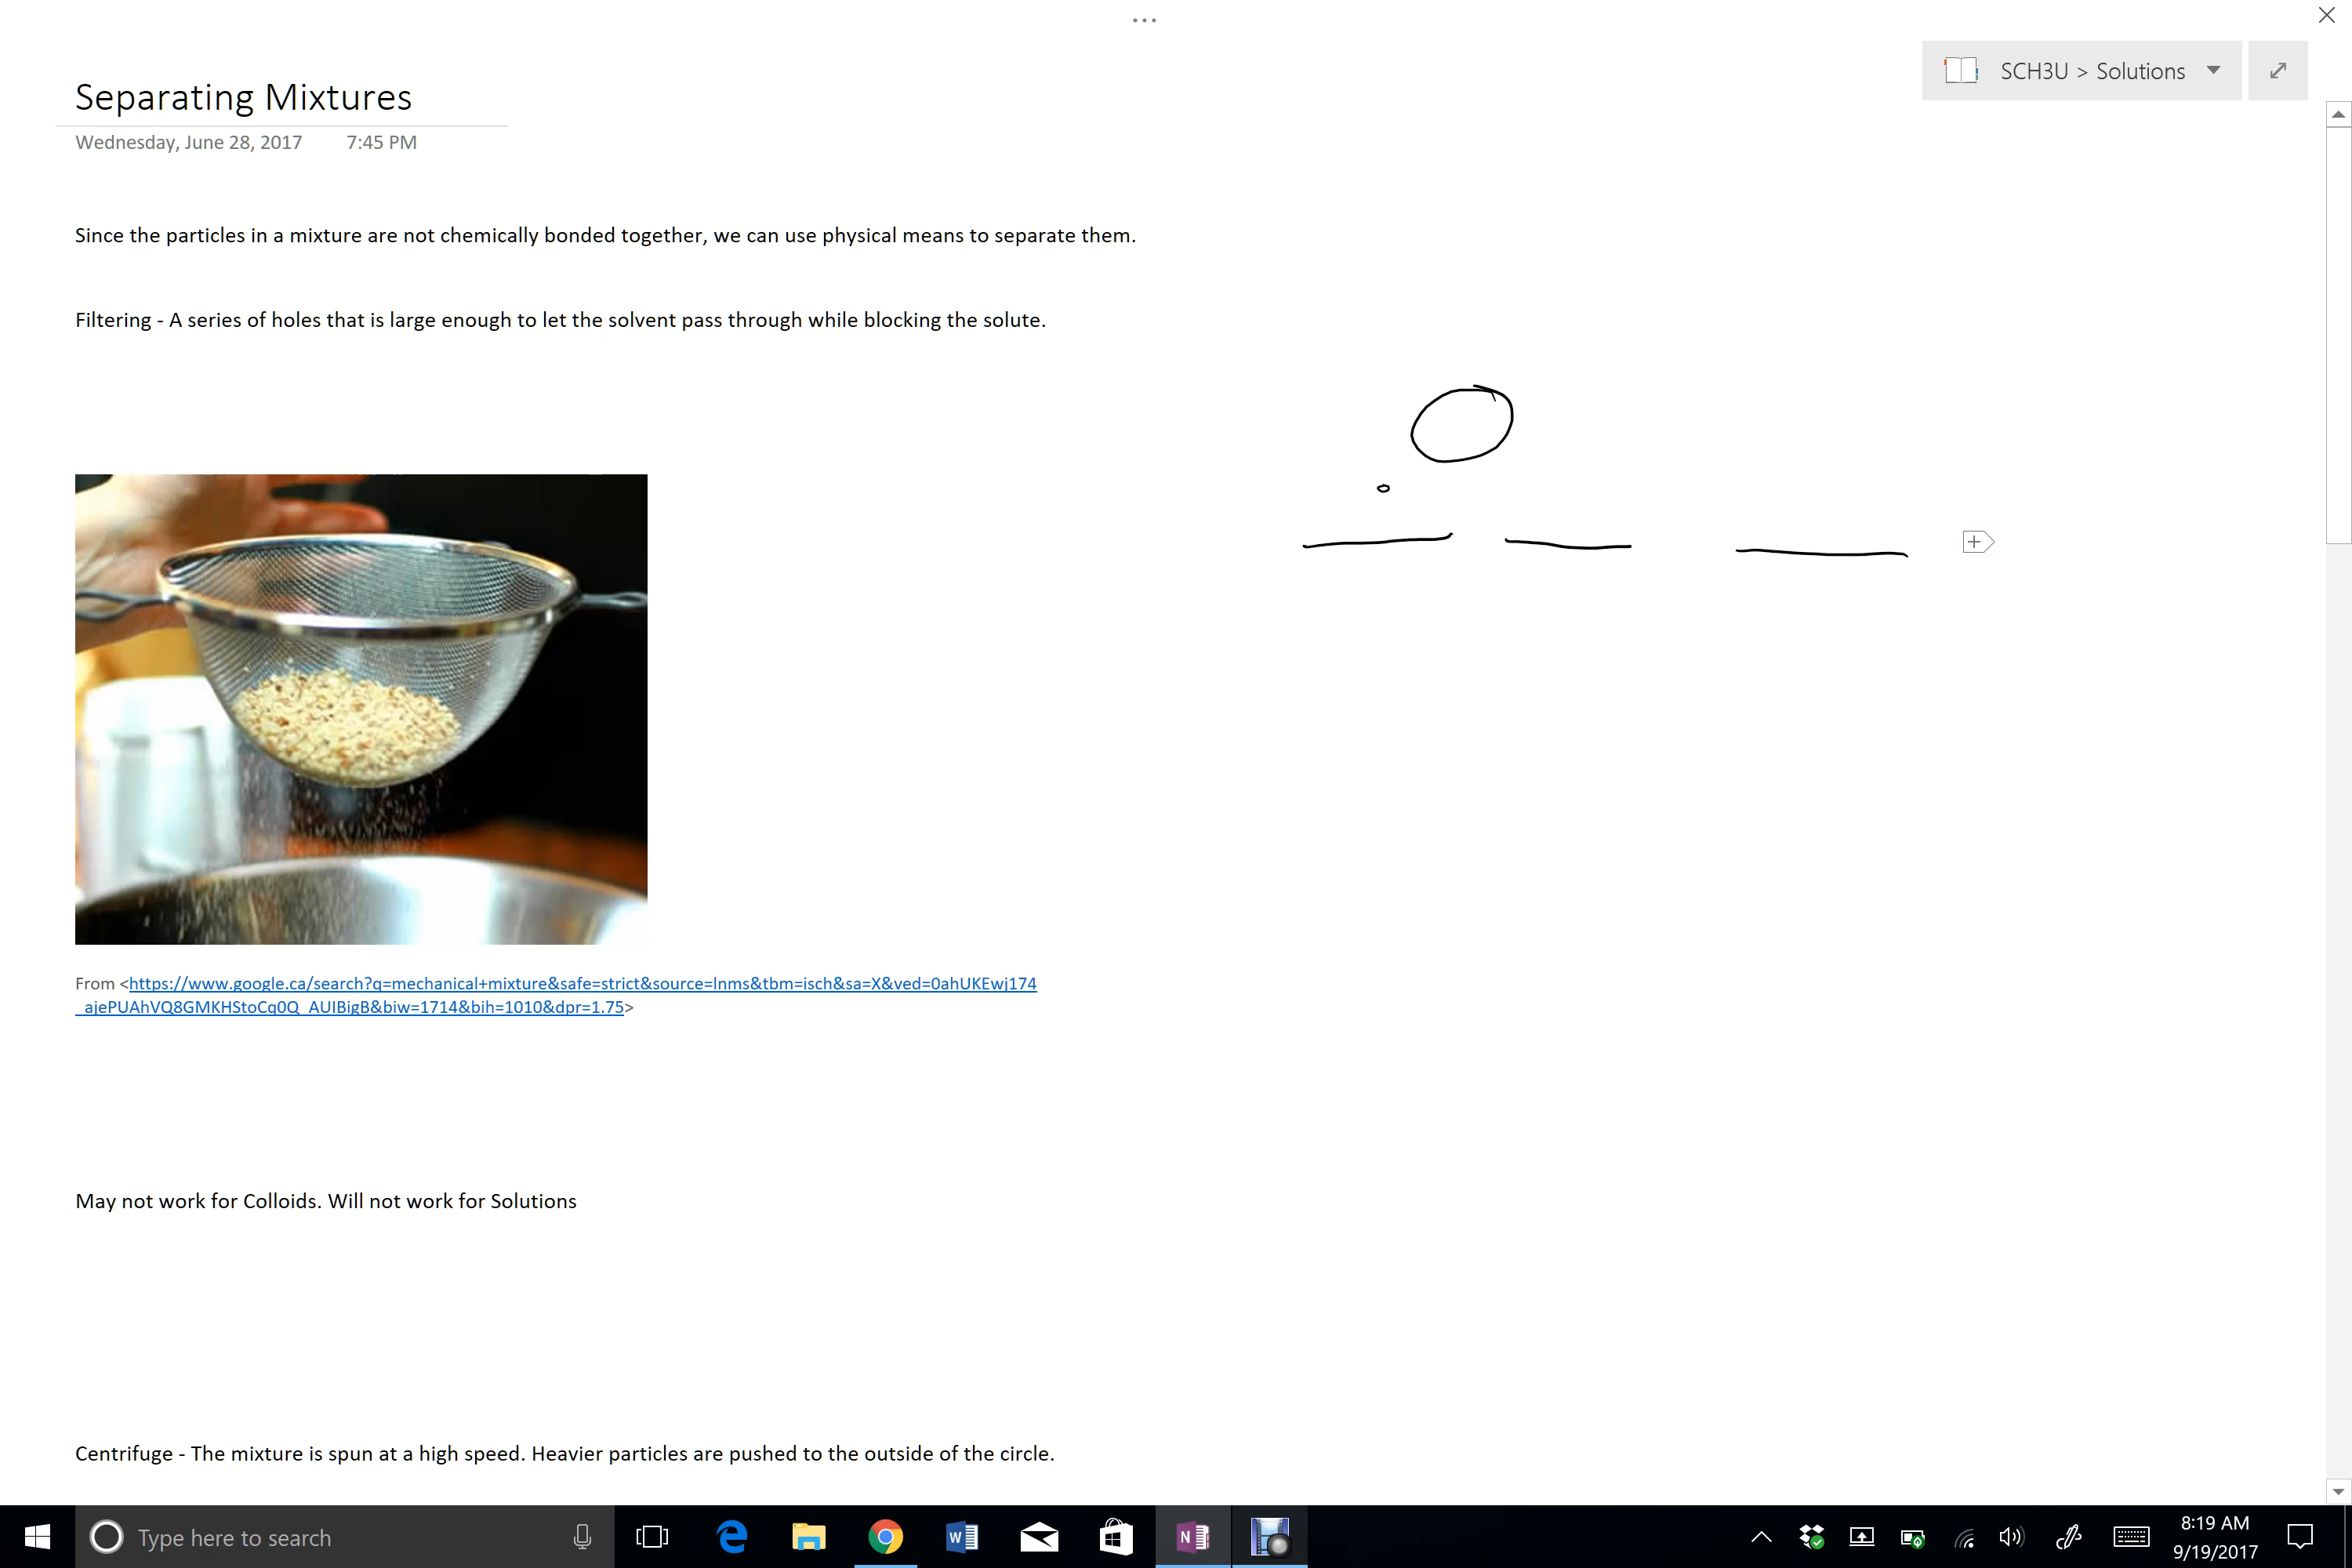 SCH3U > Solutions
Separating Mixtures
Wednesday, June 28, 2017 7:45 PM
Since the particles in a mixture are not chemically bonded together, we can use physical means to separate them.
Filtering - A series of holes that is large enough to let the solvent pass through while blocking the solute.
From <https://www.google.ca/search?q=mechanical+mixture&safe=strict&source=lnms&tbm=isch&sa=X&ved=0ahUKEwj174
_ajePUAhVQ8GMKHStoCq0Q_AUIBigB&biw=1714&bih=1010&dpr=1.75>
May not work for Colloids. Will not work for Solutions
Centrifuge - The mixture is spun at a high speed. Heavier particles are pushed to the outside of the circle.
Type here to search
8:19 AM
9/19/2017